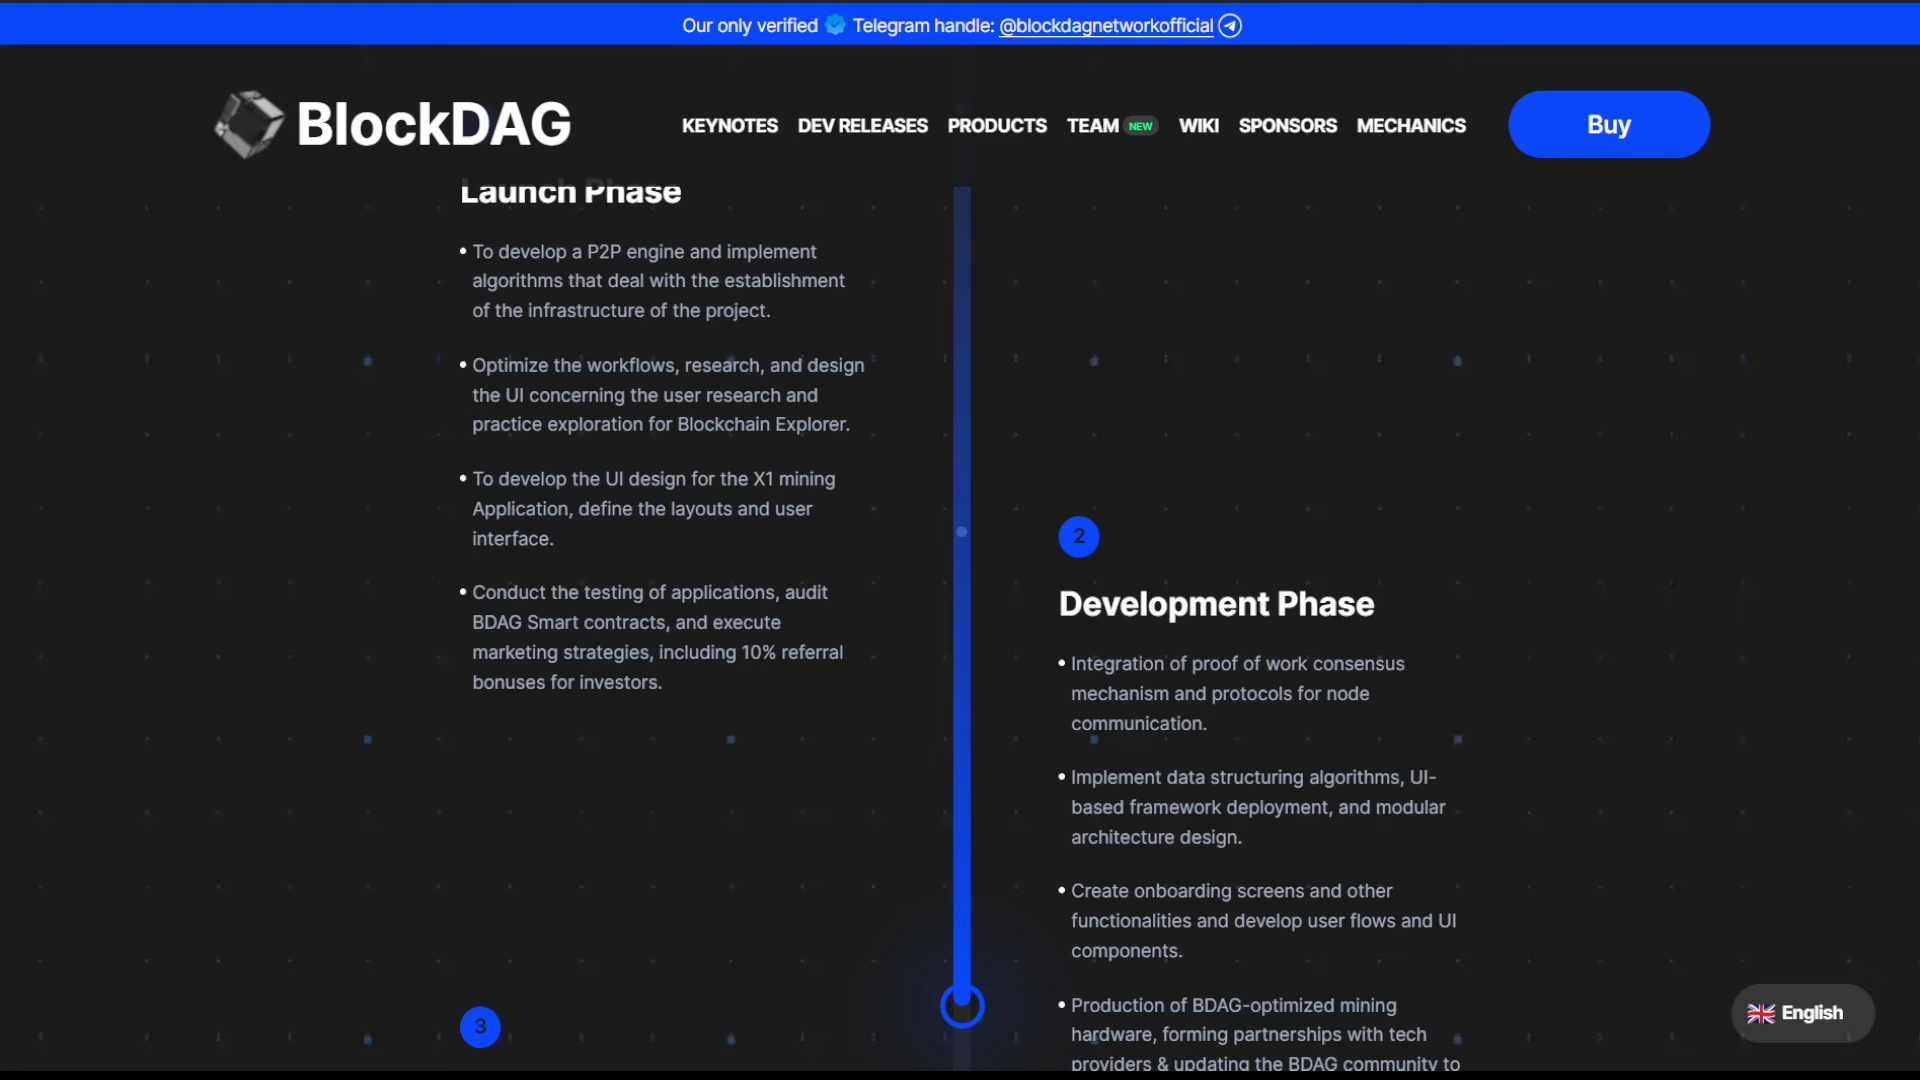 Our only verified Telegram handle: @blockdagnetworkofficial
BlockDAG
KEYNOTES
DEV RELEASES
PRODUCTS
TEAM NEW
WIKI
SPONSORS
MECHANICS
Buy
Launch Phase
• To develop a P2P engine and implement
algorithms that deal with the establishment
of the infrastructure of the project.
• Optimize the workflows, research, and design
the UI concerning the user research and
practice exploration for Blockchain Explorer.
• To develop the UI design for the X1 mining
Application, define the layouts and user
interface.
• Conduct the testing of applications, audit
BDAG Smart contracts, and execute
marketing strategies, including 10% referral
bonuses for investors.
2
Development Phase
• Integration of proof of work consensus
mechanism and protocols for node
communication.
• Implement data structuring algorithms, UI-
based framework deployment, and modular
architecture design.
• Create onboarding screens and other
functionalities and develop user flows and UI
components.
• Production of BDAG-optimized mining
hardware, forming partnerships with tech
providers & updating the BDAG community to
3
English